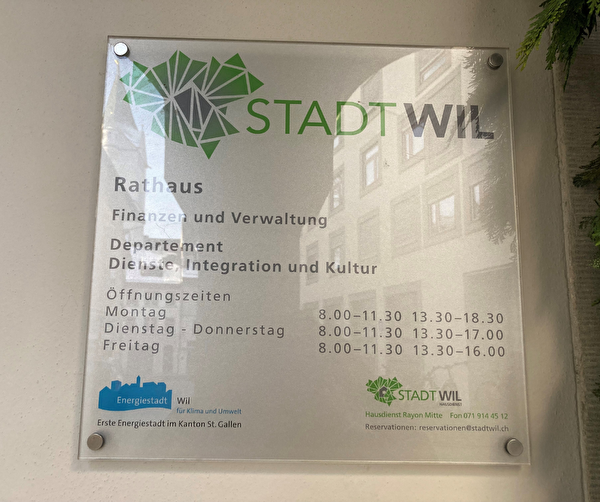 STADT WIL
Rathaus
Finanzen und Verwaltung
Departement
Dienste, Integration und Kultur
Öffnungszeiten
Montag 8.00–11.30 13.30–18.30
Dienstag - Donnerstag 8.00–11.30 13.30–17.00
Freitag 8.00–11.30 13.30–16.00
Energiestadt Wil
für Klima und Umwelt
Erste Energiestadt im Kanton St. Gallen
STADT WIL
Hausdienst Rayon Mitte Fon 071 914 45 12
Reservationen: reservationen@stadtwil.ch